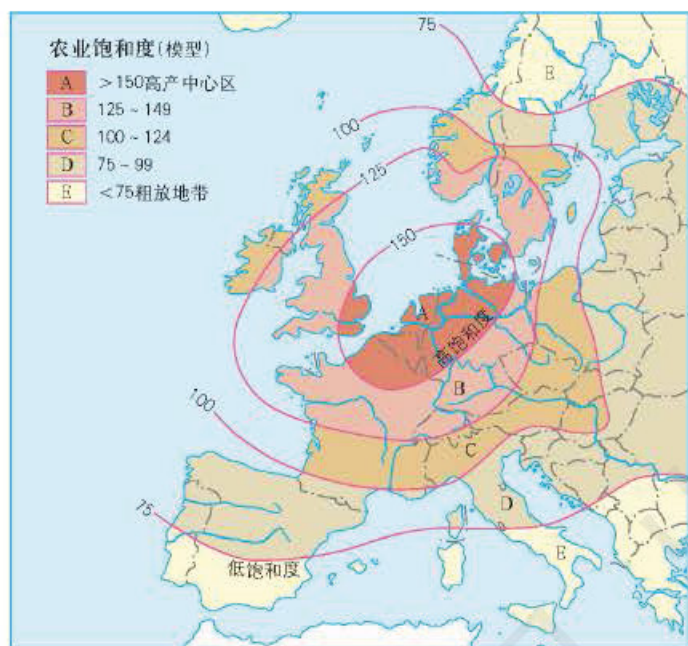 农业饱和度(模型)
A >150高产中心区
B 125~149
C 100~124
D 75~99
E <75粗放地带
75
E
100
125
150
A
高饱和度
B
100
C
75
D
E
低饱和度